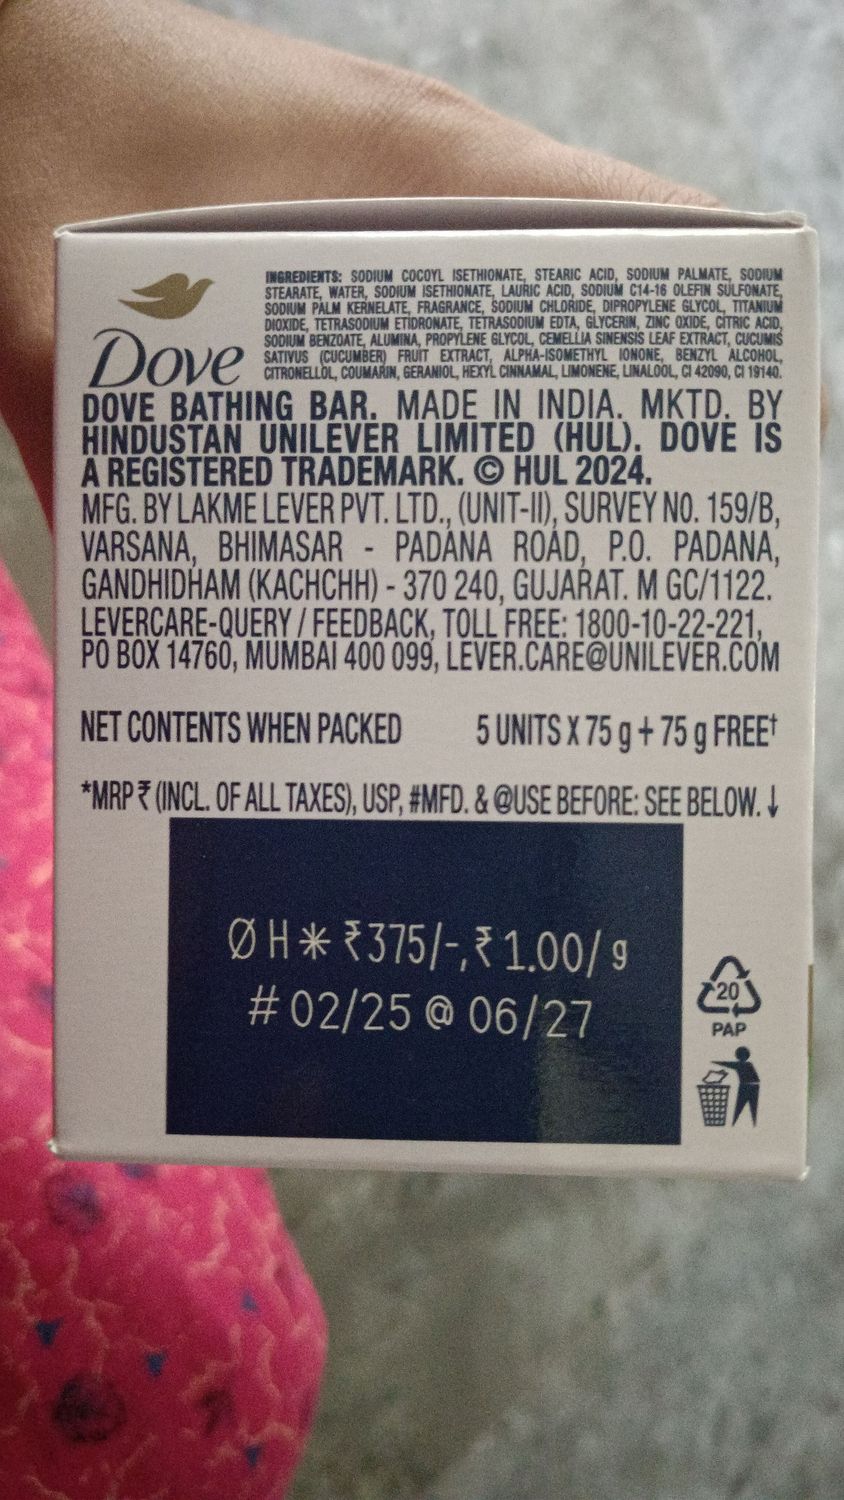 INGREDIENTS: SODIUM COCOYL ISETHIONATE, STEARIC ACID, SODIUM PALMATE, SODIUM
STEARATE, WATER, SODIUM ISETHIONATE, LAURIC ACID, SODIUM C14-16 OLEFIN SULFONATE,
SODIUM PALM KERNELATE, FRAGRANCE, SODIUM CHLORIDE, DIPROPYLENE GLYCOL, TITANIUM
DIOXIDE, TETRASODIUM ETIDRONATE, TETRASODIUM EDTA, GLYCERIN, ZINC OXIDE, CITRIC ACID,
SODIUM BENZOATE, ALUMINA, PROPYLENE GLYCOL, CEMELLIA SINENSIS LEAF EXTRACT, CUCUMIS
SATIVUS (CUCUMBER) FRUIT EXTRACT, ALPHA-ISOMETHYL IONONE, BENZYL ALCOHOL,
CITRONELLOL, COUMARIN, GERANIOL, HEXYL CINNAMAL, LIMONENE, LINALOOL, CI 42090, CI 19140.
Dove
DOVE BATHING BAR. MADE IN INDIA. MKTD. BY
HINDUSTAN UNILEVER LIMITED (HUL). DOVE IS
A REGISTERED TRADEMARK. © HUL 2024.
MFG. BY LAKME LEVER PVT. LTD., (UNIT-II), SURVEY NO. 159/B,
VARSANA, BHIMASAR - PADANA ROAD, P.O. PADANA,
GANDHIDHAM (KACHCHH) - 370 240, GUJARAT. M GC/1122.
LEVERCARE-QUERY / FEEDBACK, TOLL FREE: 1800-10-22-221,
PO BOX 14760, MUMBAI 400 099, LEVER.CARE@UNILEVER.COM
NET CONTENTS WHEN PACKED 5 UNITS X 75 g + 75 g FREE†
*MRP ₹ (INCL. OF ALL TAXES), USP, #MFD. & @USE BEFORE: SEE BELOW. ↓
Ø H * ₹375/-, ₹1.00/ g
# 02/25 @ 06/27
20
PAP